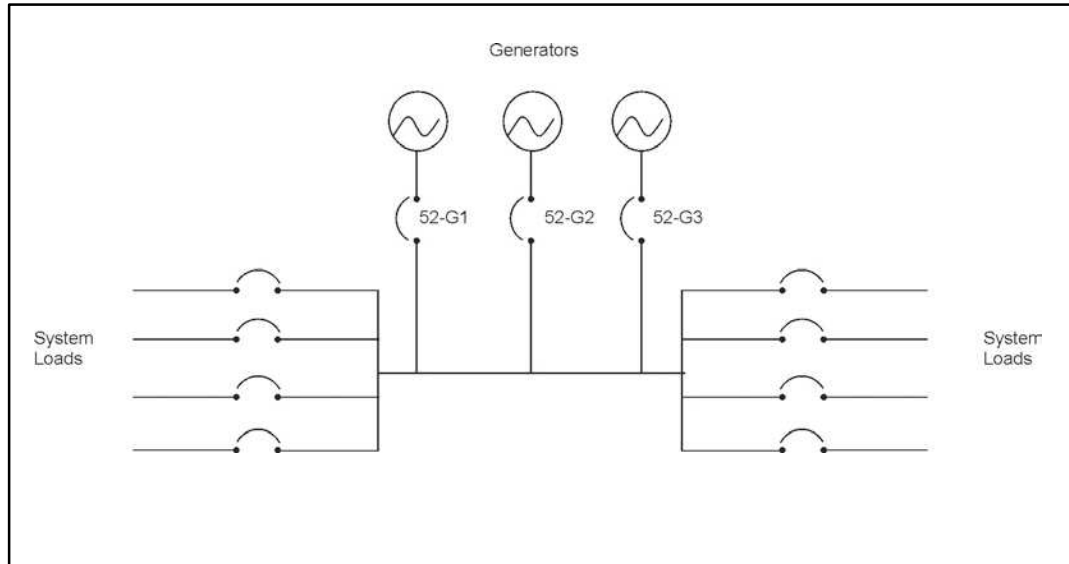 Generators
52-G1
52-G2
52-G3
System
Loads
System
Loads